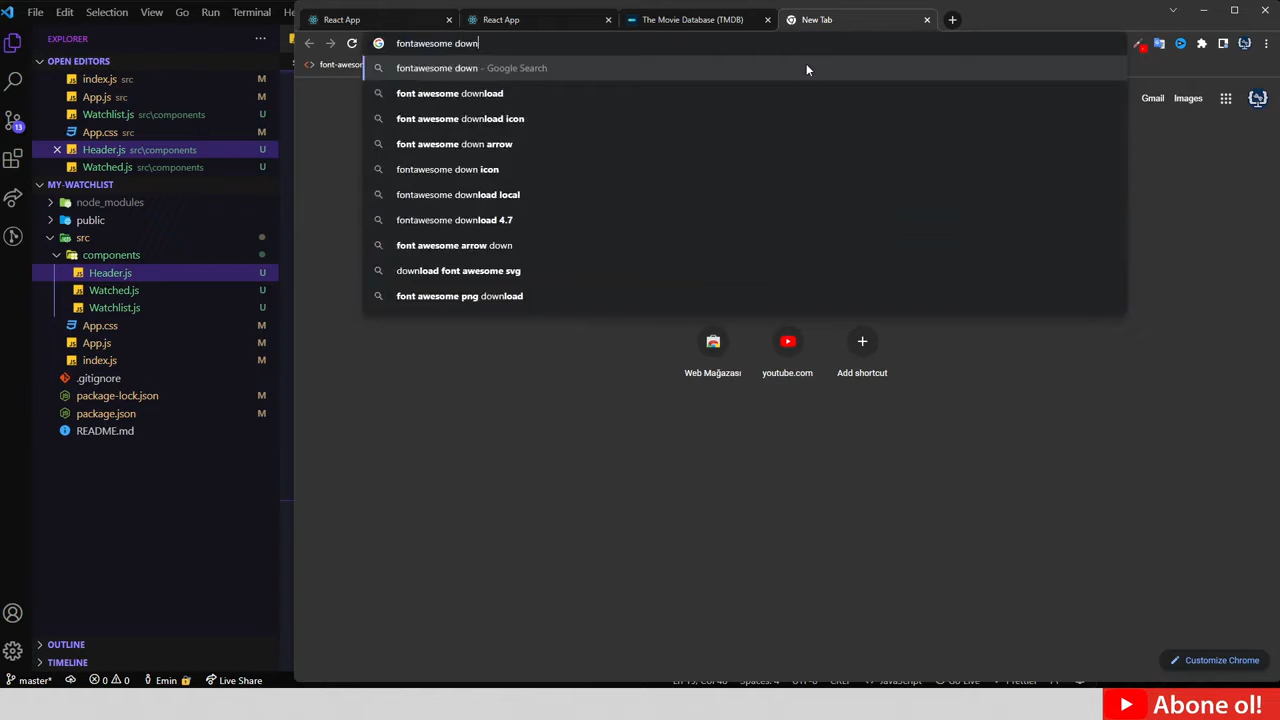 File Edit Selection View Go Run Terminal
EXPLORER
OPEN EDITORS
index.js src M
App.js src M
Watchlist.js src\components U
App.css src M
Header.js src\components U
Watched.js src\components U
MY-WATCHLIST
node_modules
public
src
components
Header.js U
Watched.js U
Watchlist.js U
App.css M
App.js M
index.js M
.gitignore
package-lock.json M
package.json M
README.md
OUTLINE
TIMELINE
master* 0 0 Emin Live Share
React App
React App
The Movie Database (TMDB)
New Tab
fontawesome down
fontawesome down - Google Search
font awesome download
font awesome download icon
font awesome down arrow
fontawesome down icon
fontawesome download local
fontawesome download 4.7
font awesome arrow down
download font awesome svg
font awesome png download
Gmail Images
Web Mağazası
youtube.com
Add shortcut
Customize Chrome
Abone ol!